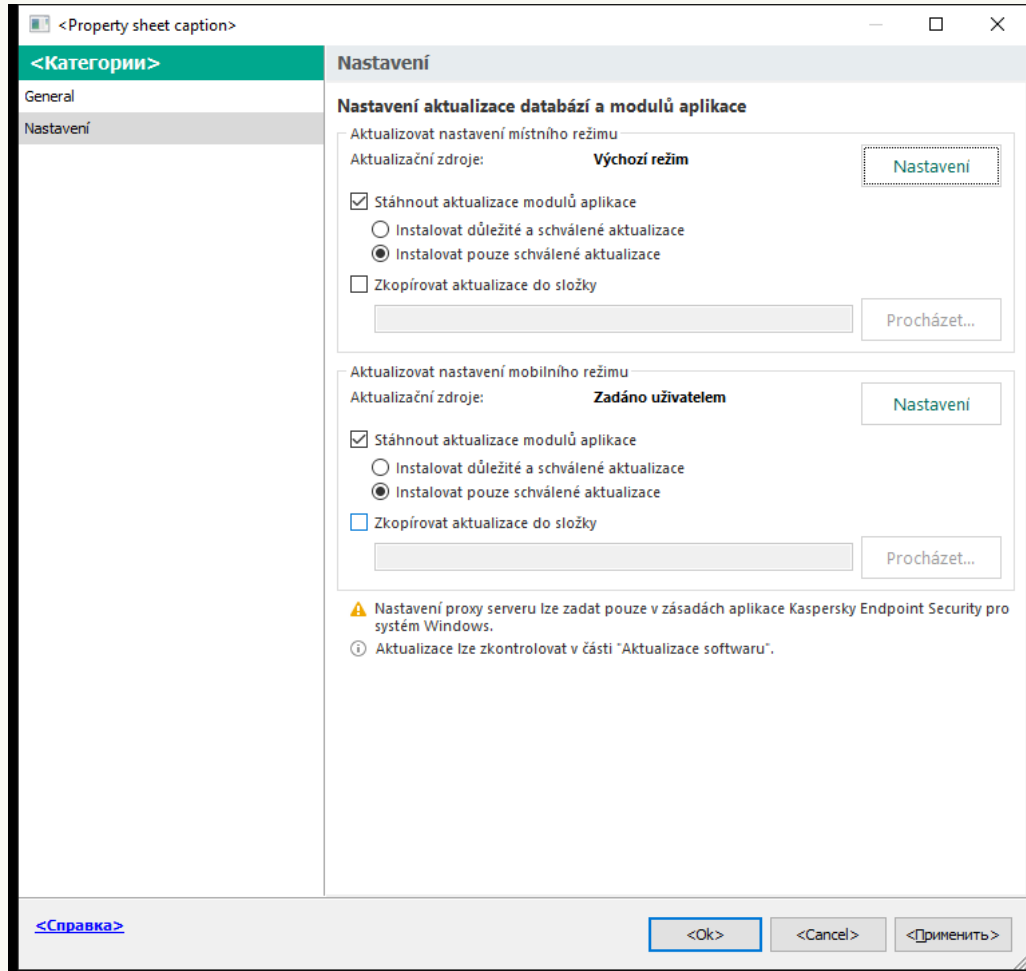 <Property sheet caption>
<Категории>
General
Nastavení
Nastavení
Nastavení aktualizace databází a modulů aplikace
Aktualizovat nastavení místního režimu
Aktualizační zdroje: Výchozí režim Nastavení
Stáhnout aktualizace modulů aplikace
Instalovat důležité a schválené aktualizace
Instalovat pouze schválené aktualizace
Zkopírovat aktualizace do složky
Procházet...
Aktualizovat nastavení mobilního režimu
Aktualizační zdroje: Zadáno uživatelem Nastavení
Stáhnout aktualizace modulů aplikace
Instalovat důležité a schválené aktualizace
Instalovat pouze schválené aktualizace
Zkopírovat aktualizace do složky
Procházet...
Nastavení proxy serveru lze zadat pouze v zásadách aplikace Kaspersky Endpoint Security pro
systém Windows.
Aktualizace lze zkontrolovat v části "Aktualizace softwaru".
<Справка> <Ok> <Cancel> <Применить>